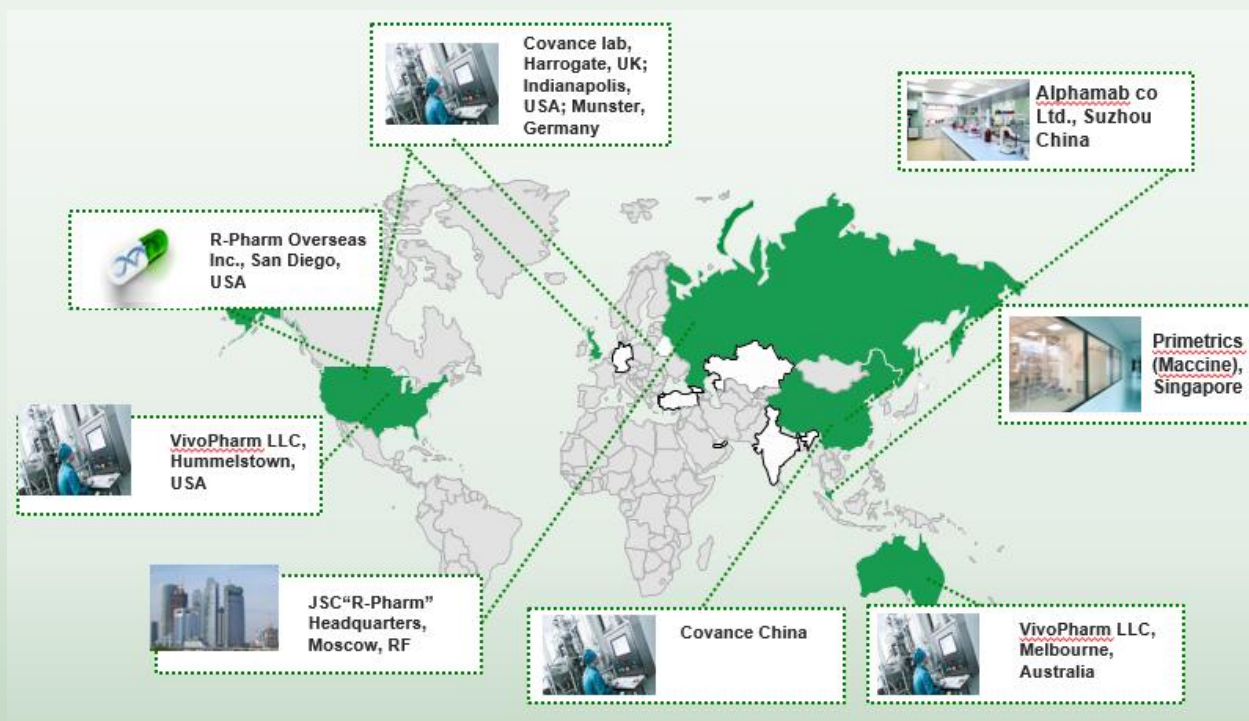 Covance lab,
Harrogate, UK;
Indianapolis,
USA; Munster,
Germany
Alphamab co
Ltd., Suzhou
China
R-Pharm Overseas
Inc., San Diego,
USA
Primetrics
(Maccine),
Singapore
VivoPharm LLC,
Hummelstown,
USA
JSC“R-Pharm”
Headquarters,
Moscow, RF
Covance China
VivoPharm LLC,
Melbourne,
Australia